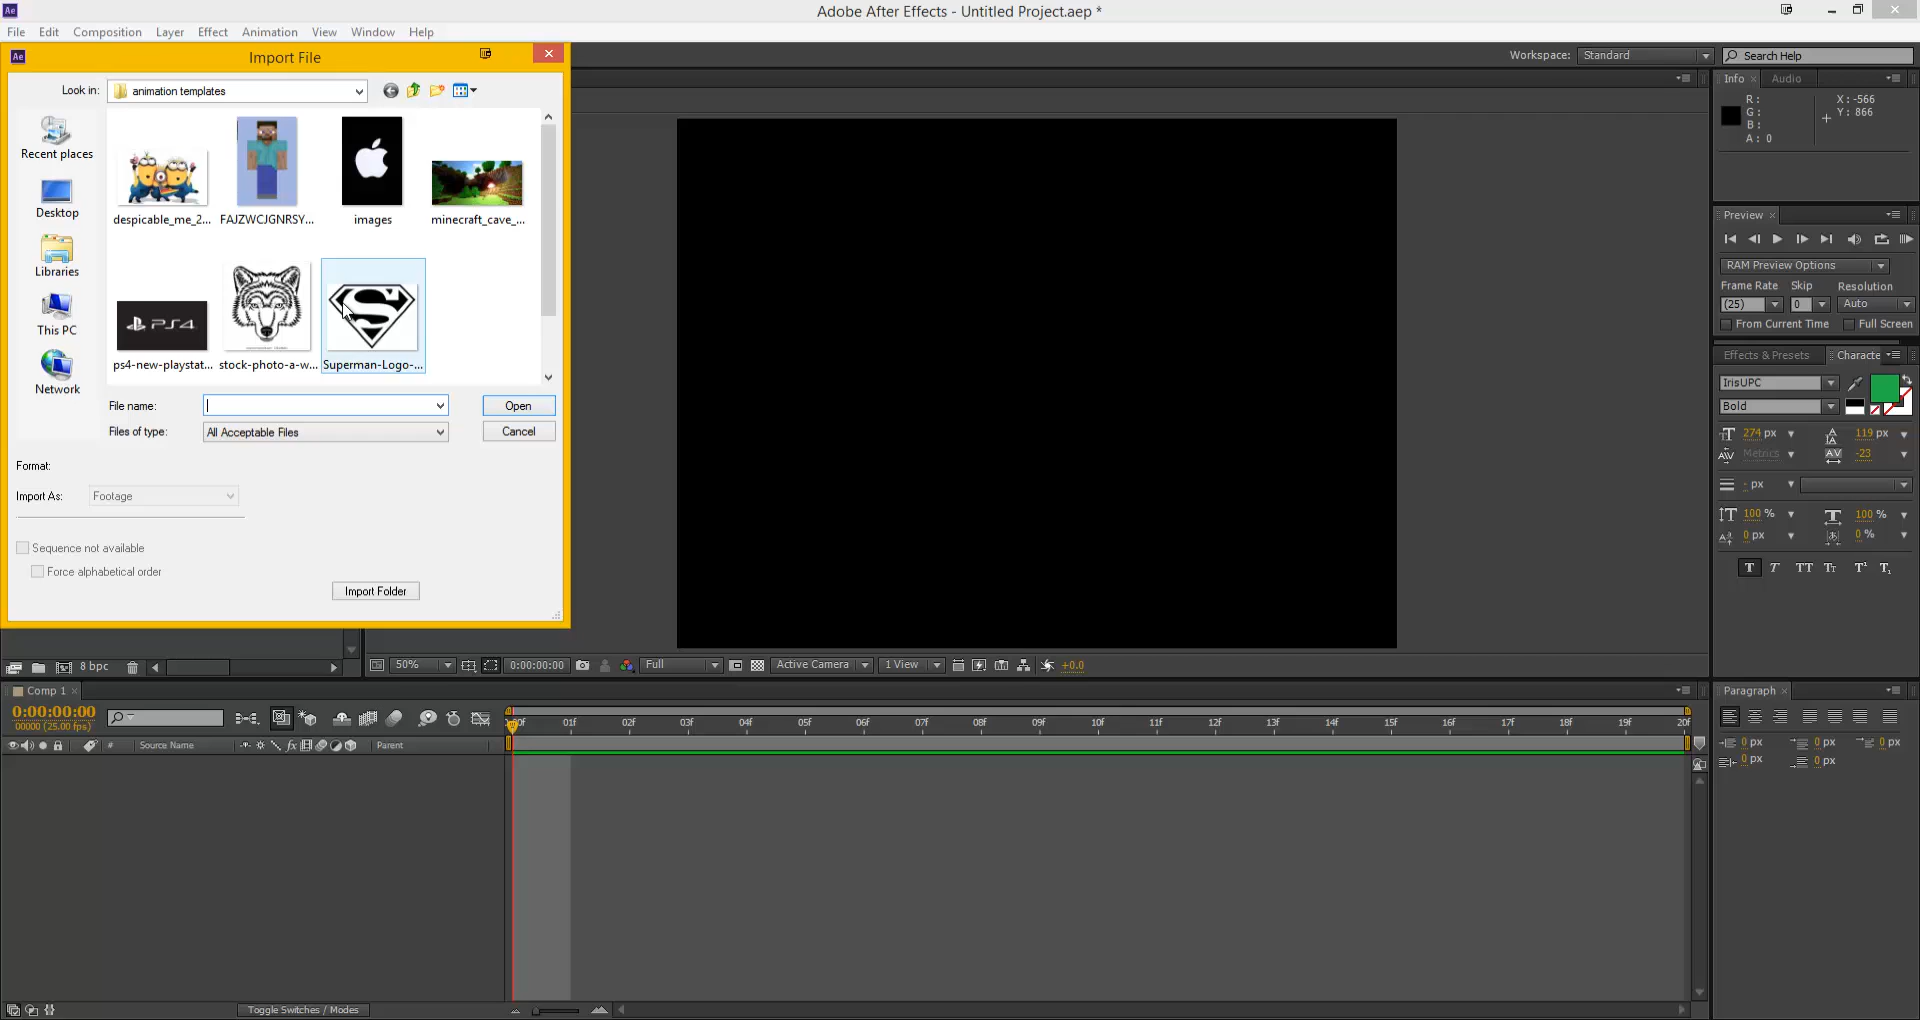 Adobe After Effects - Untitled Project.aep *
File Edit Composition Layer Effect Animation View Window Help
Import File
Workspace: Standard
Search Help
Look in: animation templates
Recent places
Desktop
Libraries
This PC
Network
despicable_me_2... FAJZWCJGNRSY... images minecraft_cave_...
PS4
ps4-new-playstat... stock-photo-a-w... Superman-Logo-...
File name: Open
Files of type: All Acceptable Files Cancel
Format:
Import As: Footage
Sequence not available
Force alphabetical order
Import Folder
Info Audio
R: X: -566
G: Y: 866
B:
A: 0
Preview
RAM Preview Options
Frame Rate Skip Resolution
(25) 0 Auto
From Current Time Full Screen
Effects & Presets Characte
IrisUPC
Bold
274 px 119 px
Metrics -23
- px
100 % 100 %
0 px 0 %
T T TT Tt T¹ T₁
8 bpc 50% 0:00:00:00 Full Active Camera 1 View +0.0
Comp 1
0:00:00:00
00000 (25.00 fps)
# Source Name Parent
01f 02f 03f 04f 05f 06f 07f 08f 09f 10f 11f 12f 13f 14f 15f 16f 17f 18f 19f 20f
Paragraph
0 px 0 px 0 px
0 px 0 px
Toggle Switches / Modes